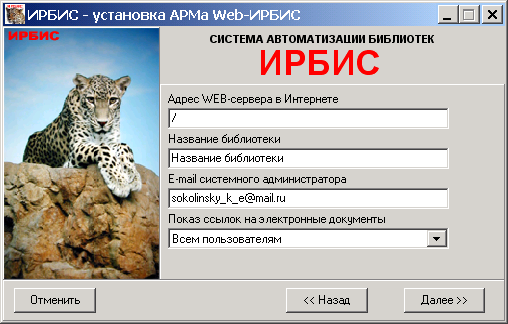 ИРБИС - установка АРМа Web-ИРБИС
ИРБИС
СИСТЕМА АВТОМАТИЗАЦИИ БИБЛИОТЕК
ИРБИС
Адрес WEB-сервера в Интернете
/
Название библиотеки
Название библиотеки
E-mail системного администратора
sokolinsky_k_e@mail.ru
Показ ссылок на электронные документы
Всем пользователям
Отменить
<< Назад
Далее >>